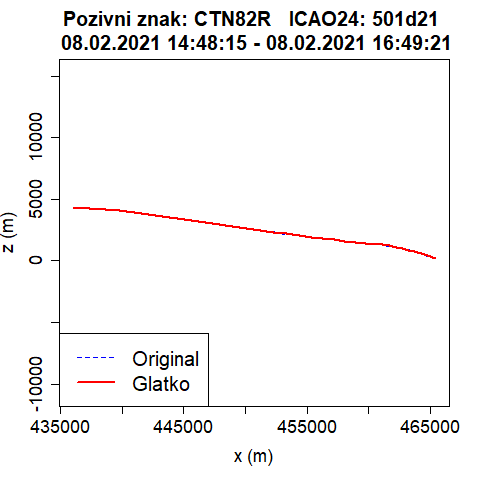 Pozivni znak: CTN82R   ICAO24: 501d21
08.02.2021 14:48:15 - 08.02.2021 16:49:21
10000
5000
z (m)
0
-10000
Original
Glatko
435000 445000 455000 465000
x (m)